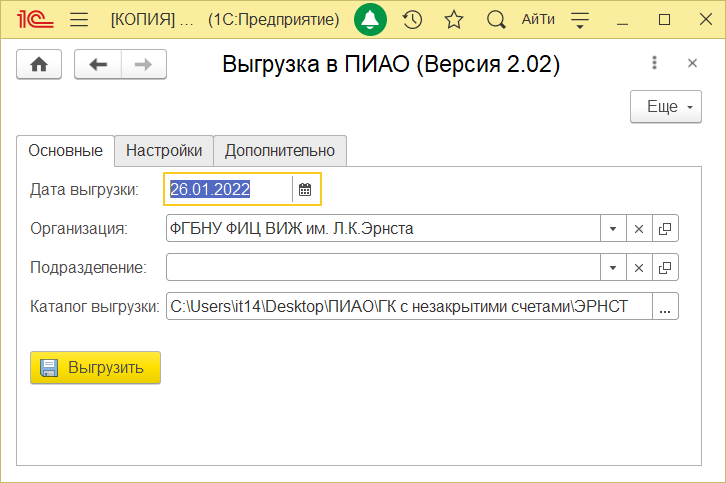 1С [КОПИЯ] ... (1С:Предприятие) АйТи
Выгрузка в ПИАО (Версия 2.02)
Еще
Основные Настройки Дополнительно
Дата выгрузки: 26.01.2022
Организация: ФГБНУ ФИЦ ВИЖ им. Л.К.Эрнста
Подразделение:
Каталог выгрузки: C:\Users\it14\Desktop\ПИАО\ГК с незакрытими счетами\ЭРНСТ ...
Выгрузить